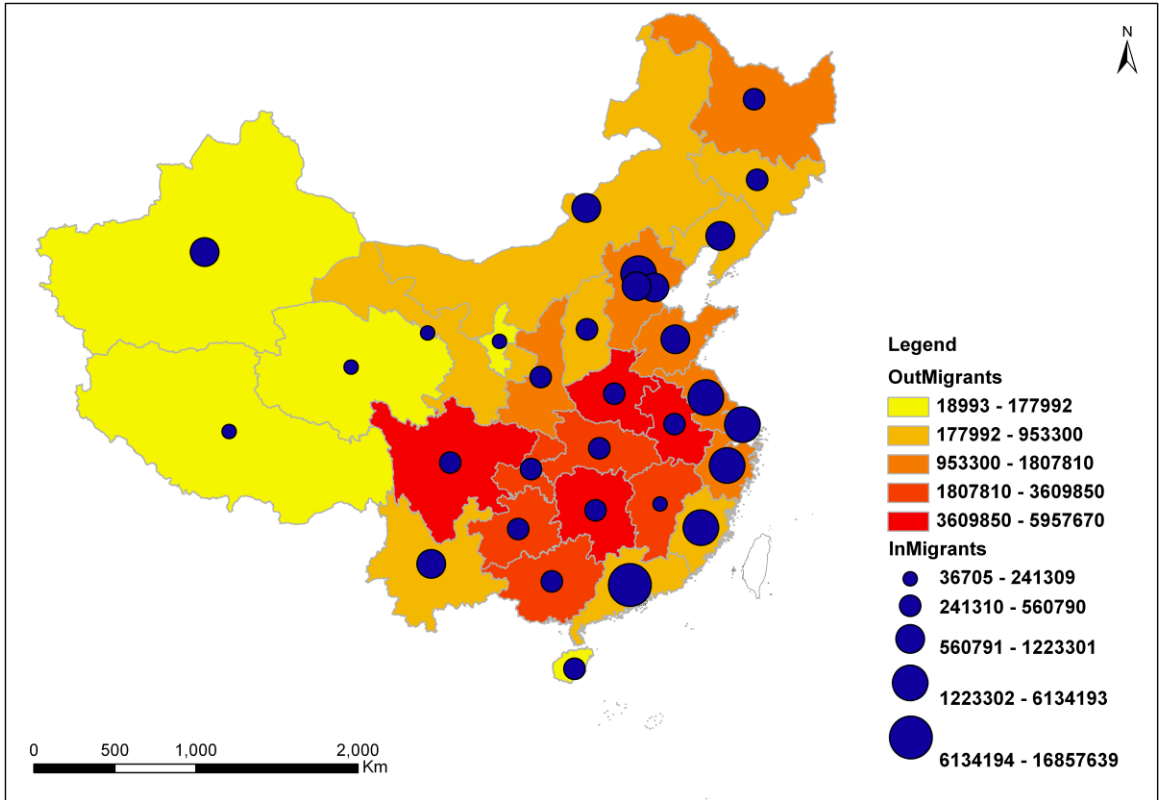 N
Legend
OutMigrants
18993 - 177992
177992 - 953300
953300 - 1807810
1807810 - 3609850
3609850 - 5957670
InMigrants
36705 - 241309
241310 - 560790
560791 - 1223301
1223302 - 6134193
6134194 - 16857639
0 500 1,000 2,000
Km